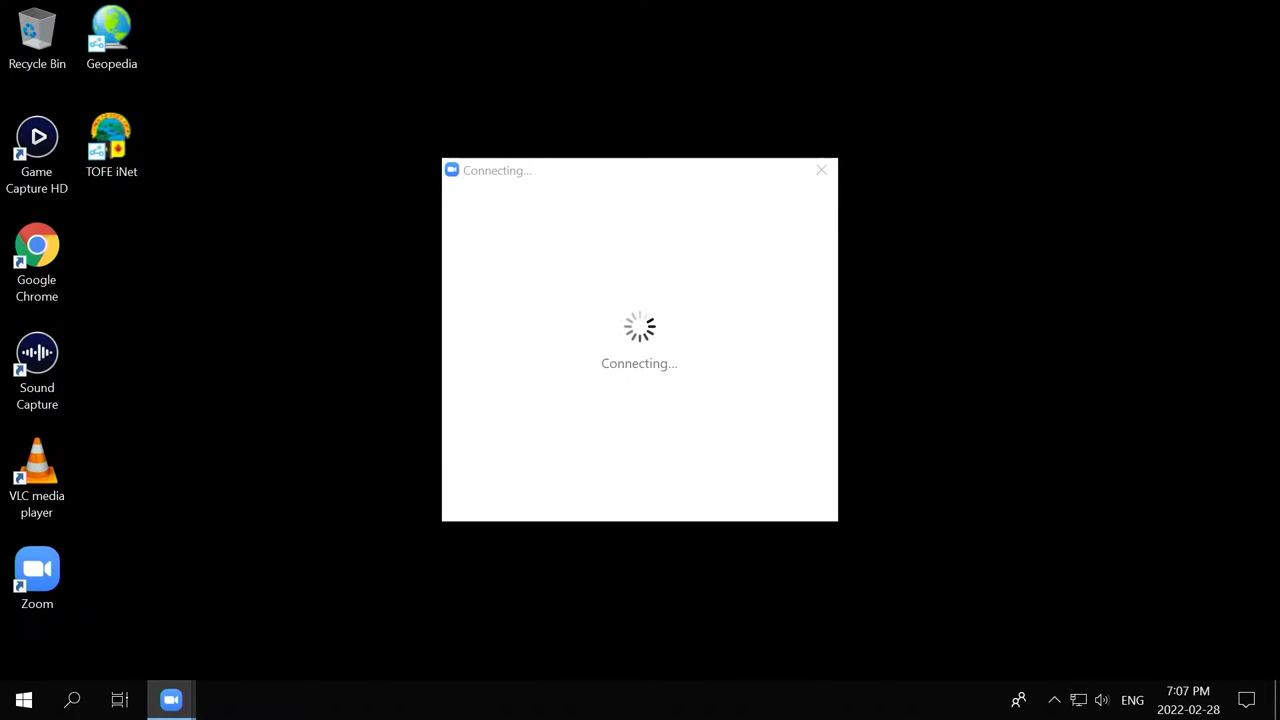 Recycle Bin
Geopedia
Game
Capture HD
TOFE iNet
Google
Chrome
Sound
Capture
VLC media
player
Zoom
Connecting...
Connecting...
ENG
7:07 PM
2022-02-28